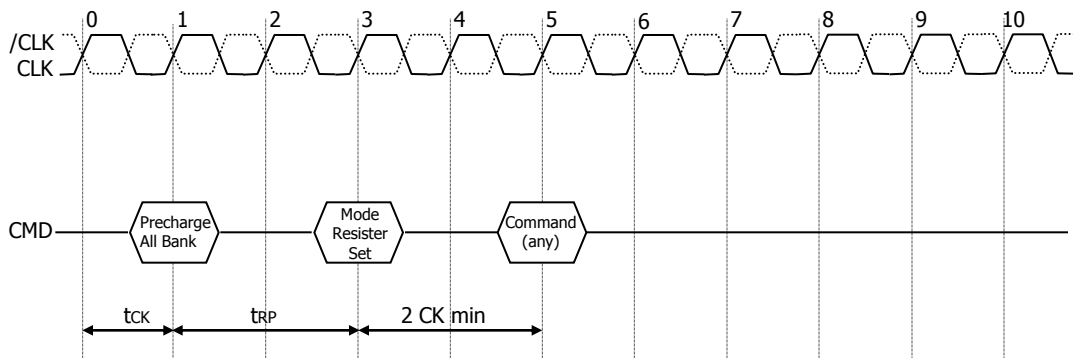 0 1 2 3 4 5 6 7 8 9 10
/CLK
CLK
CMD
Precharge
All Bank
Mode
Resister
Set
Command
(any)
tCK
tRP
2 CK min